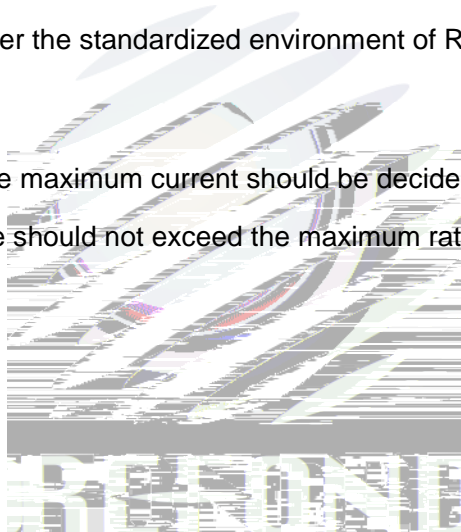 er the standardized environment of R
e maximum current should be decide
e should not exceed the maximum rat